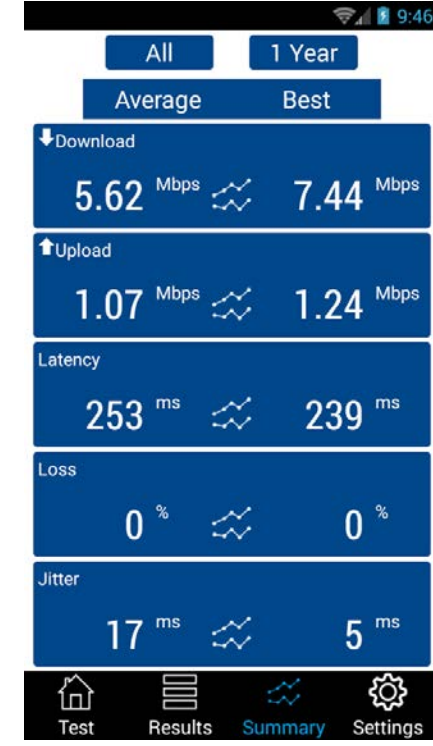 9:46
All 1 Year
Average Best
Download
5.62 Mbps 7.44 Mbps
Upload
1.07 Mbps 1.24 Mbps
Latency
253 ms 239 ms
Loss
0 % 0 %
Jitter
17 ms 5 ms
Test Results Summary Settings